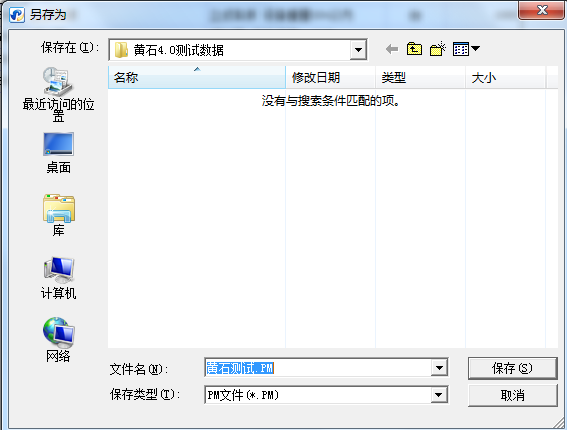 另存为
保存在(I):
黄石4.0测试数据
名称
修改日期
类型
大小
没有与搜索条件匹配的项。
最近访问的位
置
桌面
库
计算机
网络
文件名(N):
黄石测试.PM
保存(S)
保存类型(T):
PM文件(*.PM)
取消